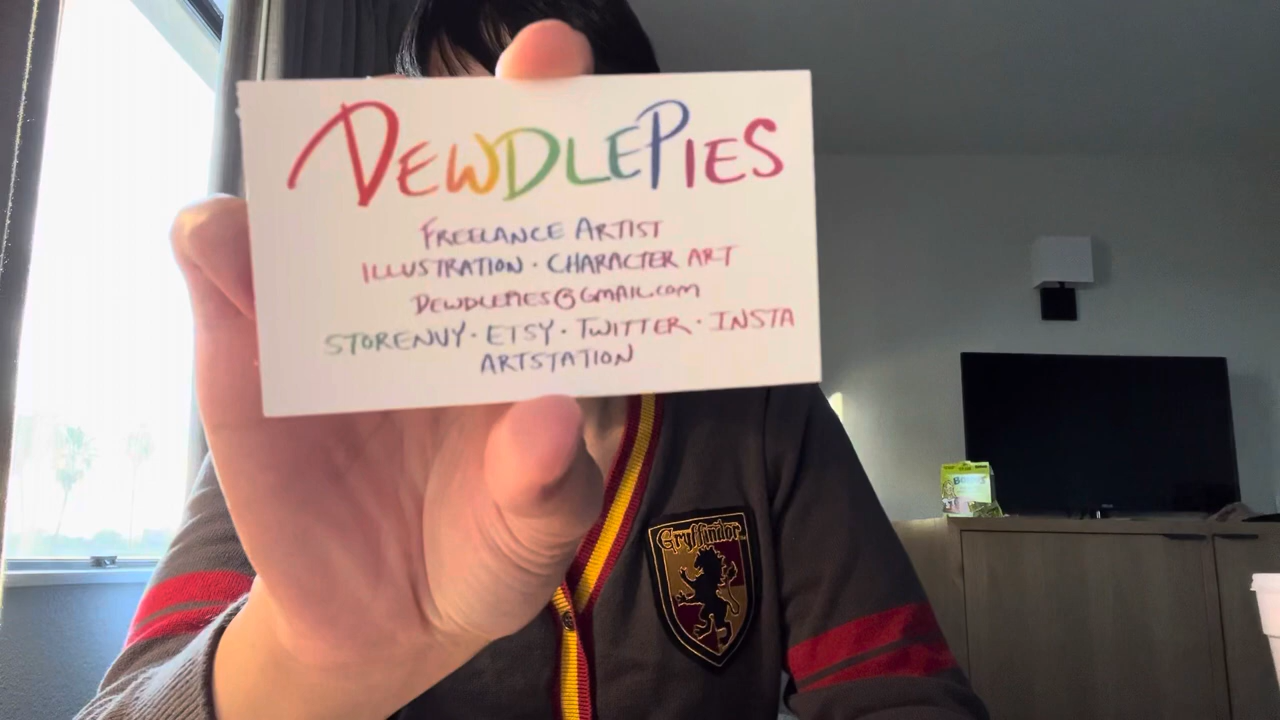 DEWDLEPIES
FREELANCE ARTIST
ILLUSTRATION · CHARACTER ART
DEWDLEPIES@GMAIL.COM
STORENVY · ETSY · TWITTER · INSTA
ARTSTATION
Gryffindor